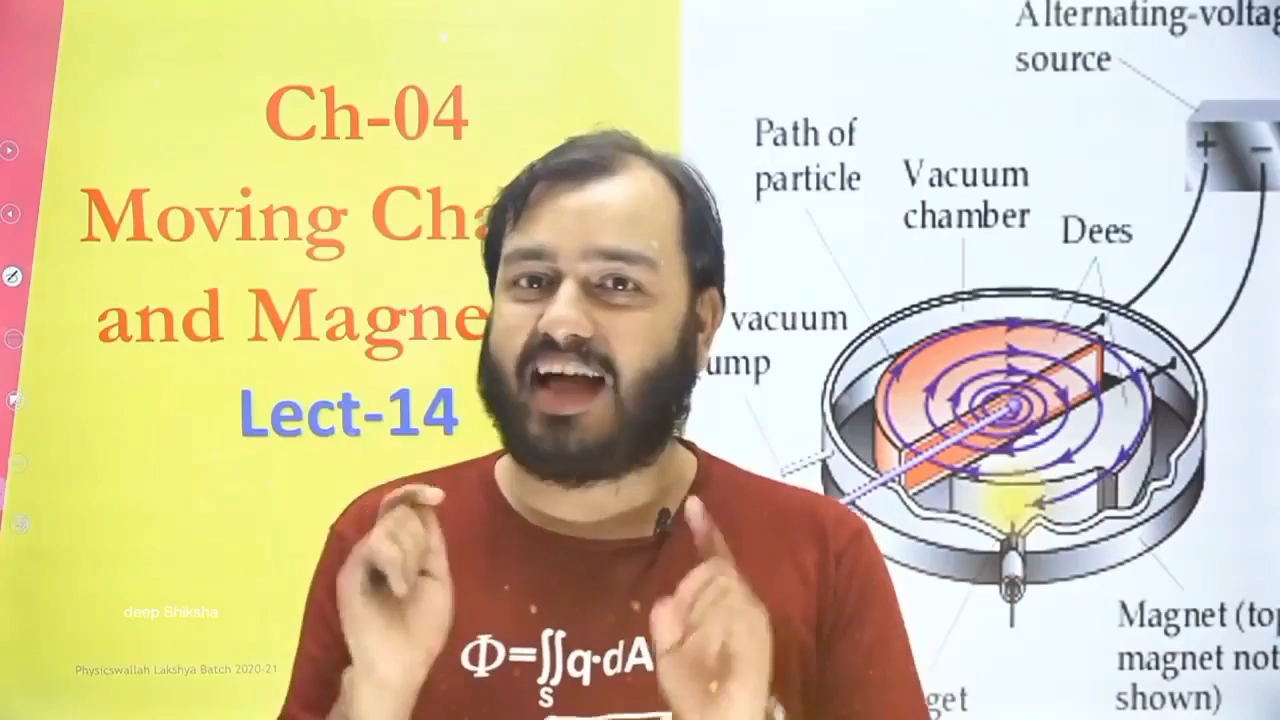 Ch-04
Moving Cha
and Magne
Lect-14
deep Shiksha
Physicswallah Lakshya Batch 2020-21
Φ=∬q·dA
S
Alternating-voltag
source
+ −
Path of
particle
Vacuum
chamber
Dees
vacuum
ump
Magnet (top
magnet not
shown)
get